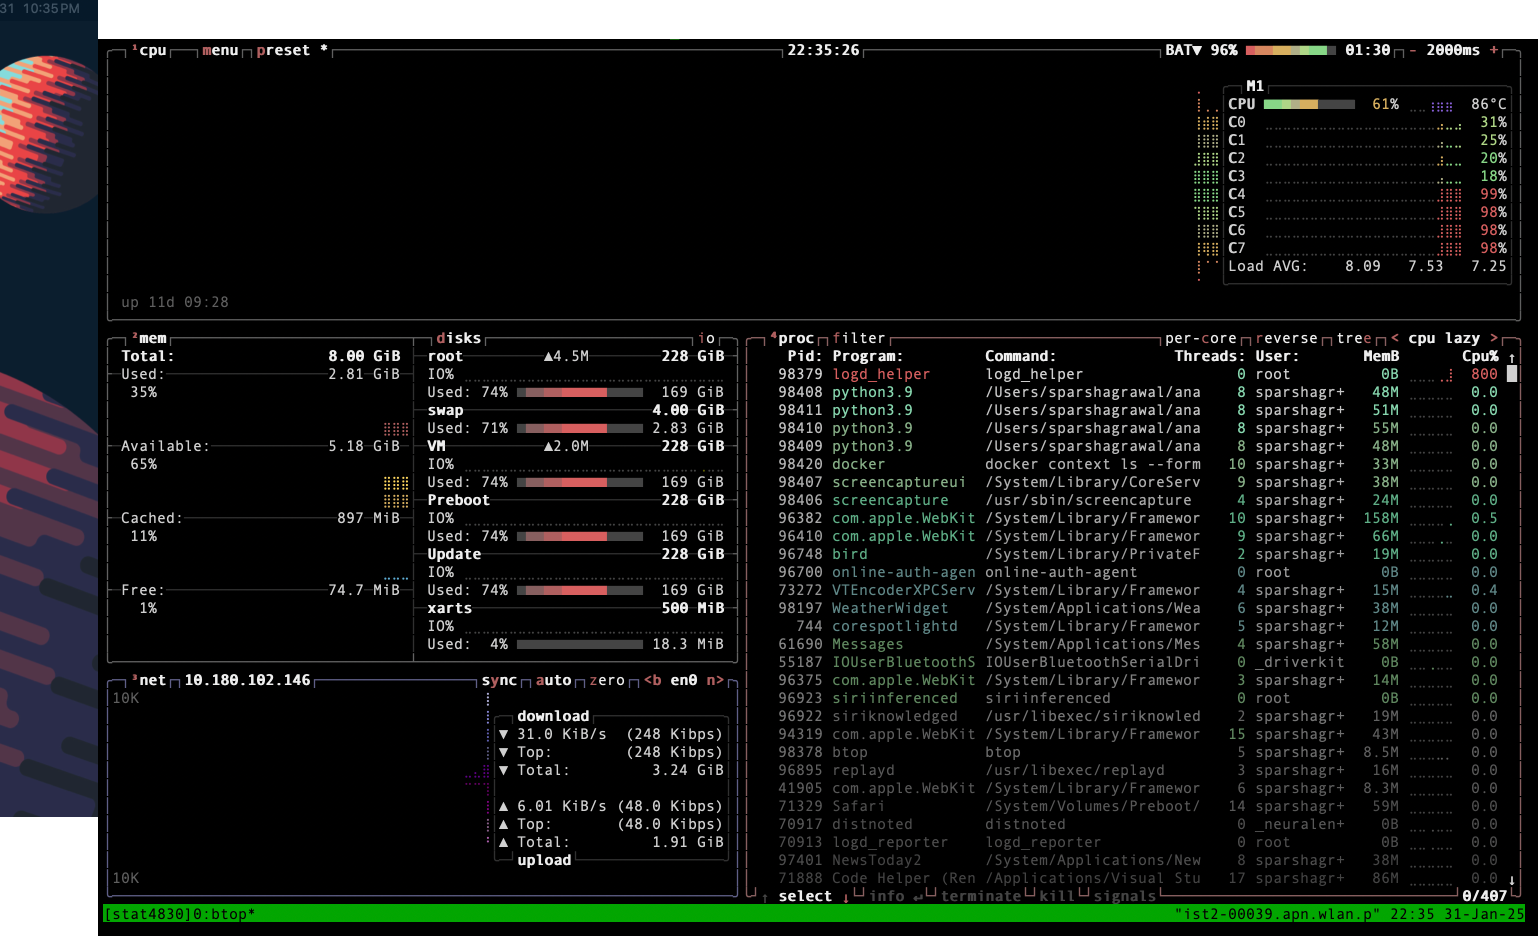 31 10:35 PM
¹cpu menu preset * 22:35:26 BAT▼ 96% 01:30 - 2000ms +
M1
CPU 61% 86°C
C0 31%
C1 25%
C2 20%
C3 18%
C4 99%
C5 98%
C6 98%
C7 98%
Load AVG: 8.09 7.53 7.25
up 11d 09:28
²mem
Total: 8.00 GiB
Used: 2.81 GiB
35%
Available: 5.18 GiB
65%
Cached: 897 MiB
11%
Free: 74.7 MiB
1%
disks io
root ▲4.5M 228 GiB
IO%
Used: 74% 169 GiB
swap 4.00 GiB
Used: 71% 2.83 GiB
VM ▲2.0M 228 GiB
IO%
Used: 74% 169 GiB
Preboot 228 GiB
IO%
Used: 74% 169 GiB
Update 228 GiB
IO%
Used: 74% 169 GiB
xarts 500 MiB
IO%
Used: 4% 18.3 MiB
³net 10.180.102.146 sync auto zero <b en0 n>
10K
download
▼ 31.0 KiB/s (248 Kibps)
▼ Top: (248 Kibps)
▼ Total: 3.24 GiB
▲ 6.01 KiB/s (48.0 Kibps)
▲ Top: (48.0 Kibps)
▲ Total: 1.91 GiB
upload
10K
⁴proc filter per-core reverse tree < cpu lazy >
Pid: Program: Command: Threads: User: MemB Cpu% ↑
98379 logd_helper logd_helper 0 root 0B 800
98408 python3.9 /Users/sparshagrawal/ana 8 sparshagr+ 48M 0.0
98411 python3.9 /Users/sparshagrawal/ana 8 sparshagr+ 51M 0.0
98410 python3.9 /Users/sparshagrawal/ana 8 sparshagr+ 55M 0.0
98409 python3.9 /Users/sparshagrawal/ana 8 sparshagr+ 48M 0.0
98420 docker docker context ls --form 10 sparshagr+ 33M 0.0
98407 screencaptureui /System/Library/CoreServ 9 sparshagr+ 38M 0.0
98406 screencapture /usr/sbin/screencapture 4 sparshagr+ 24M 0.0
96382 com.apple.WebKit /System/Library/Framewor 10 sparshagr+ 158M 0.5
96410 com.apple.WebKit /System/Library/Framewor 9 sparshagr+ 66M 0.0
96748 bird /System/Library/PrivateF 2 sparshagr+ 19M 0.0
96700 online-auth-agen online-auth-agent 0 root 0B 0.0
73272 VTEncoderXPCServ /System/Library/Framewor 4 sparshagr+ 15M 0.4
98197 WeatherWidget /System/Applications/Wea 6 sparshagr+ 38M 0.0
744 corespotlightd /System/Library/Framewor 5 sparshagr+ 12M 0.0
61690 Messages /System/Applications/Mes 4 sparshagr+ 58M 0.0
55187 IOUserBluetoothS IOUserBluetoothSerialDri 0 _driverkit 0B 0.0
96375 com.apple.WebKit /System/Library/Framewor 3 sparshagr+ 14M 0.0
96923 siriinferenced siriinferenced 0 root 0B 0.0
96922 siriknowledged /usr/libexec/siriknowled 2 sparshagr+ 19M 0.0
94319 com.apple.WebKit /System/Library/Framewor 15 sparshagr+ 43M 0.0
98378 btop btop 5 sparshagr+ 8.5M 0.0
96895 replayd /usr/libexec/replayd 3 sparshagr+ 16M 0.0
41905 com.apple.WebKit /System/Library/Framewor 6 sparshagr+ 8.3M 0.0
71329 Safari /System/Volumes/Preboot/ 14 sparshagr+ 59M 0.0
70917 distnoted distnoted 0 _neuralen+ 0B 0.0
70913 logd_reporter logd_reporter 0 root 0B 0.0
97401 NewsToday2 /System/Applications/New 8 sparshagr+ 38M 0.0
71888 Code Helper (Ren /Applications/Visual Stu 17 sparshagr+ 86M 0.0 ↓
↑ select ↓ info ↵ terminate kill signals 0/407
[stat4830]0:btop* "ist2-00039.apn.wlan.p" 22:35 31-Jan-25